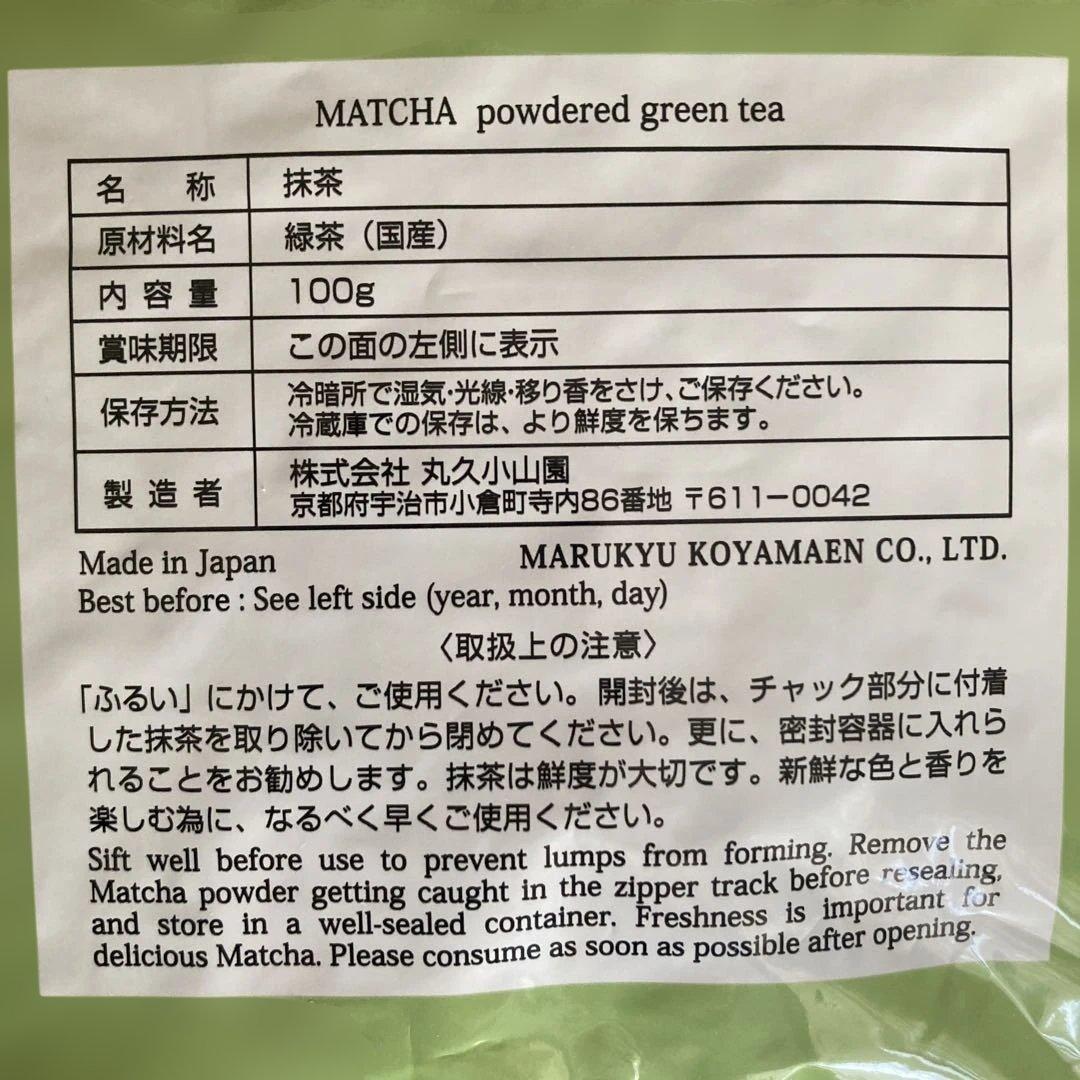 MATCHA powdered green tea
名称 抹茶
原材料名 緑茶（国産）
内容量 100g
賞味期限 この面の左側に表示
保存方法 冷暗所で湿気・光線・移り香をさけ、ご保存ください。
冷蔵庫での保存は、より鮮度を保ちます。
製造者 株式会社 丸久小山園
京都府宇治市小倉町寺内86番地 〒611-0042
Made in Japan MARUKYU KOYAMAEN CO., LTD.
Best before : See left side (year, month, day)
〈取扱上の注意〉
「ふるい」にかけて、ご使用ください。開封後は、チャック部分に付着
した抹茶を取り除いてから閉めてください。更に、密封容器に入れら
れることをお勧めします。抹茶は鮮度が大切です。新鮮な色と香りを
楽しむ為に、なるべく早くご使用ください。
Sift well before use to prevent lumps from forming. Remove the
Matcha powder getting caught in the zipper track before resealing,
and store in a well-sealed container. Freshness is important for
delicious Matcha. Please consume as soon as possible after opening.